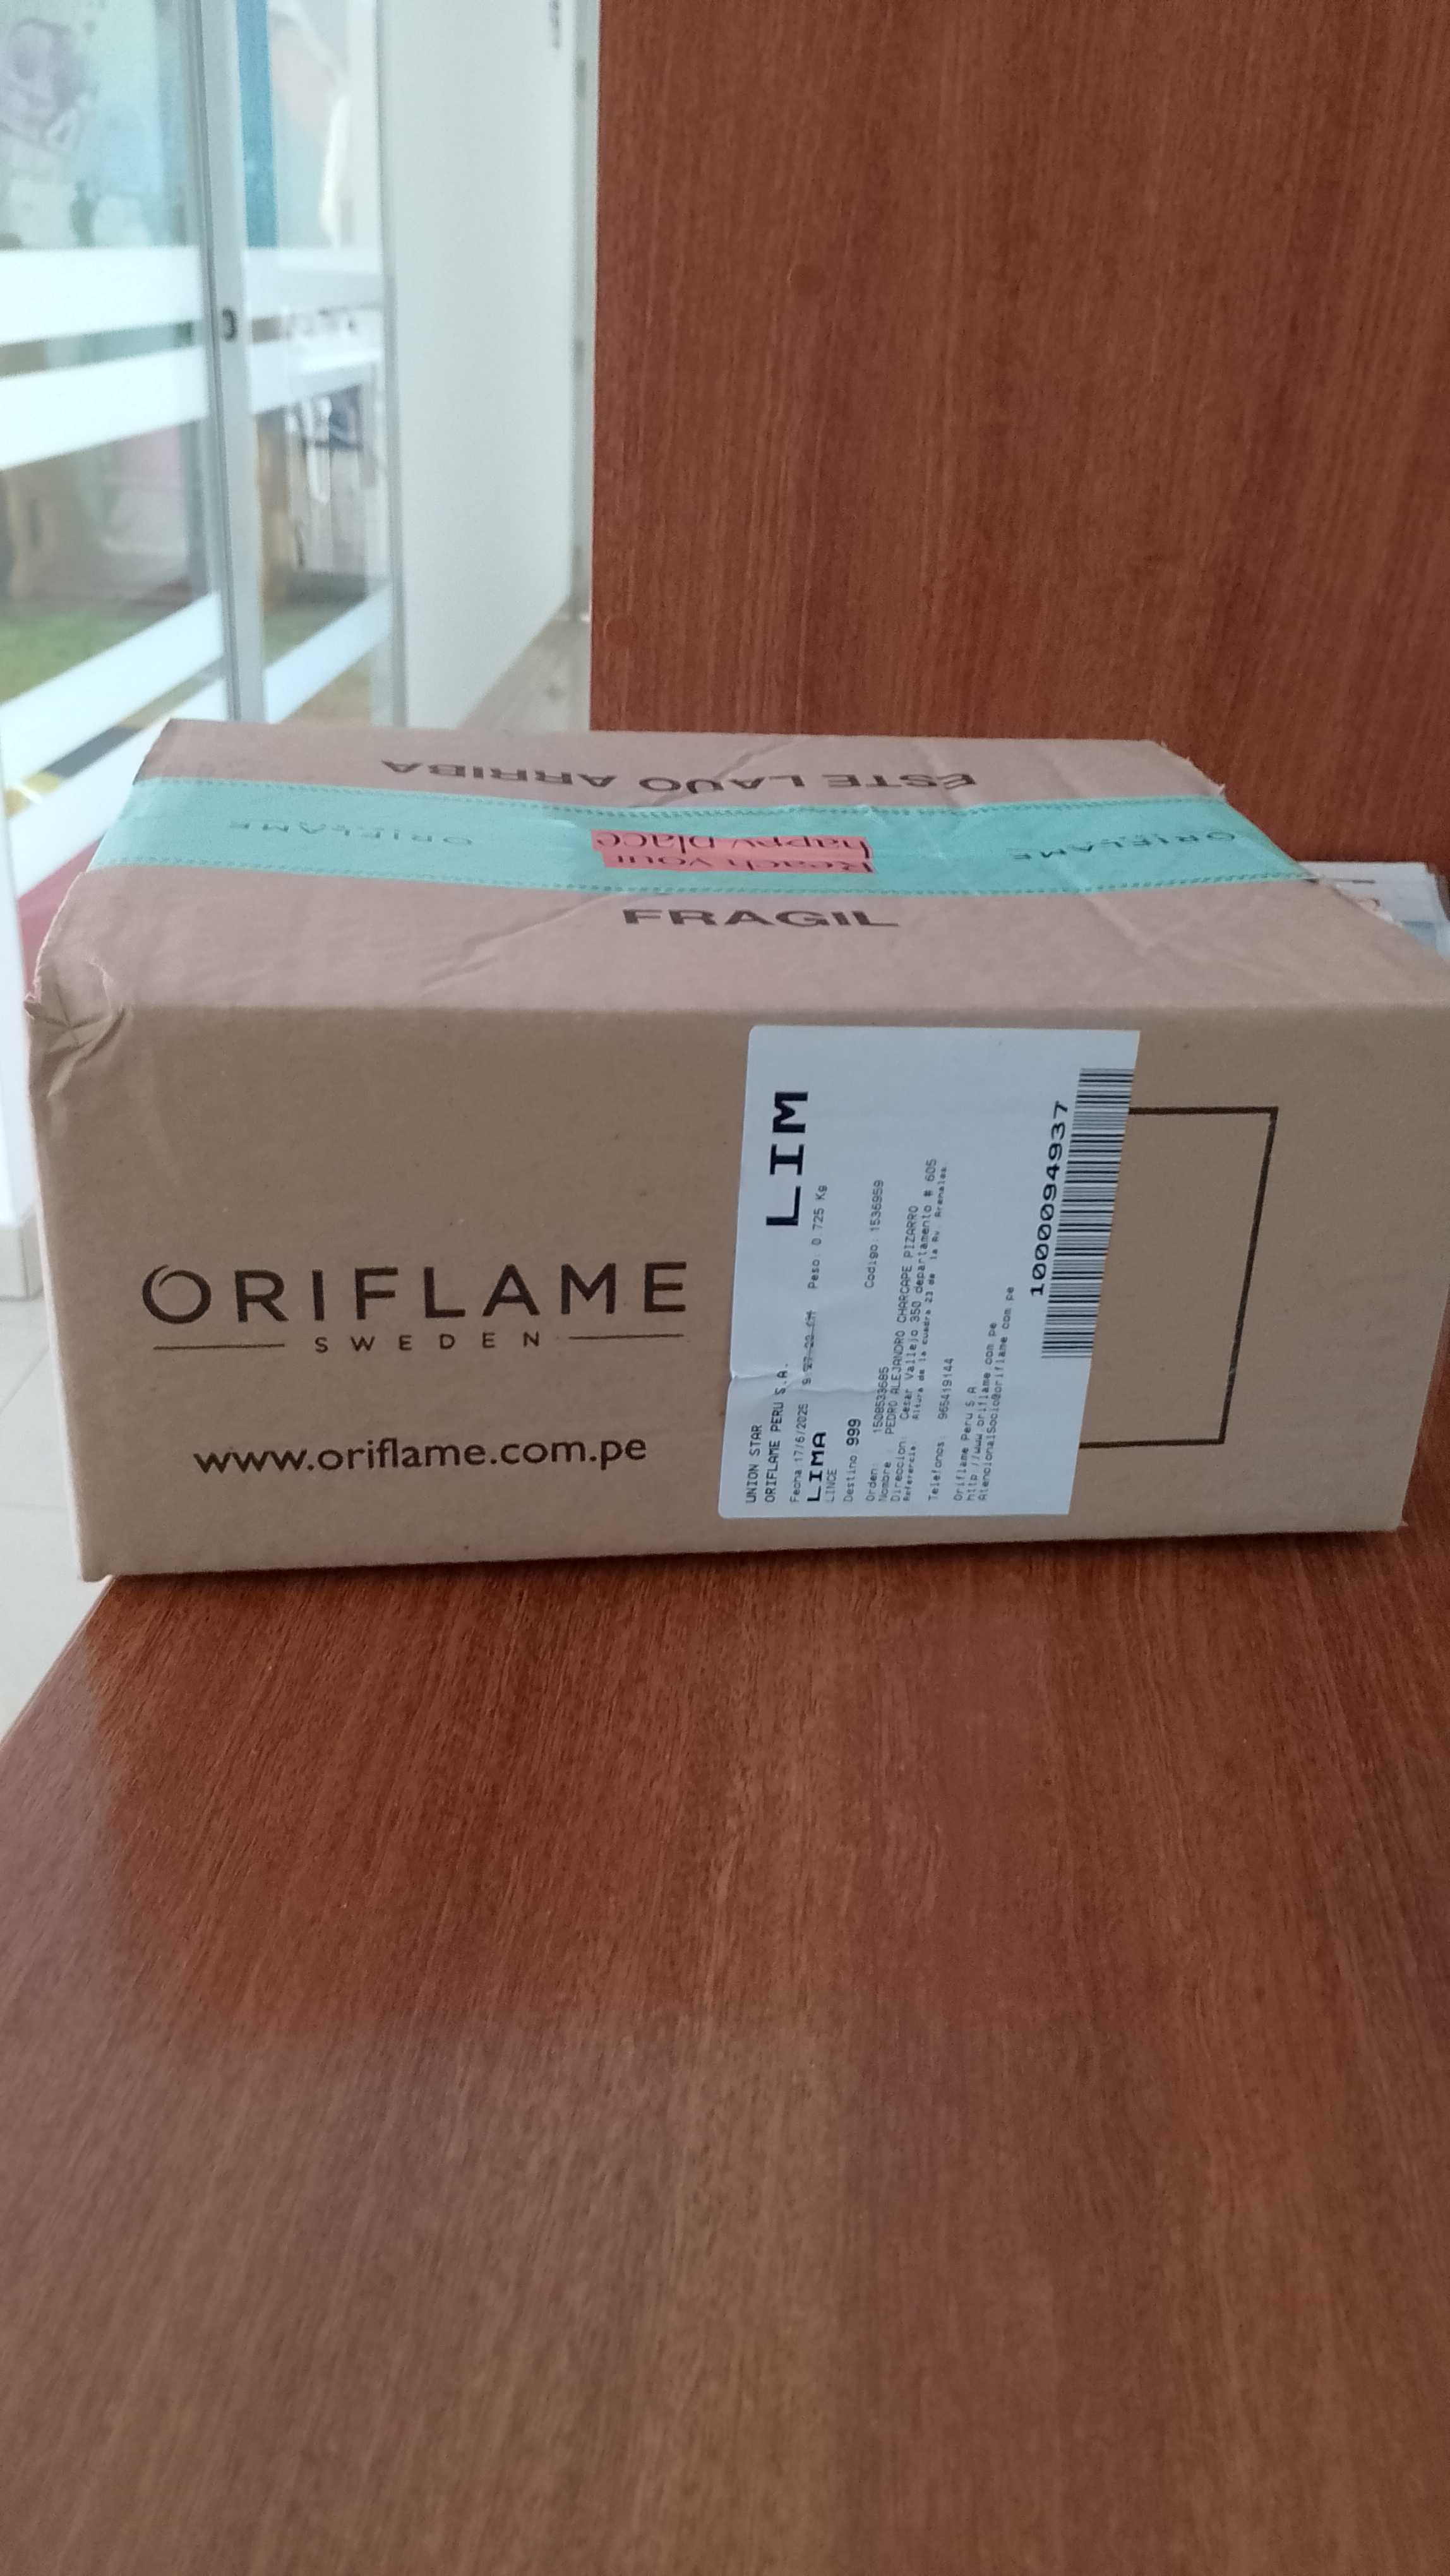 ESTE LADO ARRIBA
ORIFLAME ORIFLAME ORIFLAME
Reach your
happy place
FRAGIL
ORIFLAME
SWEDEN
www.oriflame.com.pe
UNION STAR
ORIFLAME PERU S.A.
LIM
Fecha 17/6/2025 Peso: 0.725 Kg
LIMA
LINCE
Destino 999
Codigo: 1536959
Orden: 1508533685
Nombre : PEDRO ALEJANDRO CHARCAPE PIZARRO
Direccion: Cesar Vallejo 350 departamento # 605
Referencia: Altura de la cuadra 23 de la Av. Arenales.
Telefonos: 965419144
Oriflame Peru S.A.
http://www.oriflame.com.pe
AtencionalSocio@oriflame.com.pe
1000094937